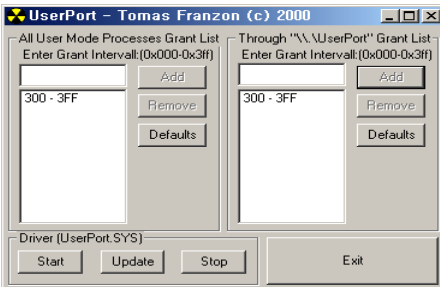 UserPort - Tomas Franzon (c) 2000
All User Mode Processes Grant List
Enter Grant Intervall:(0x000-0x3ff)
Add
300 - 3FF
Remove
Defaults
Through "\\.\UserPort" Grant List
Enter Grant Intervall:(0x000-0x3ff)
Add
300 - 3FF
Remove
Defaults
Driver (UserPort.SYS)
Start Update Stop
Exit